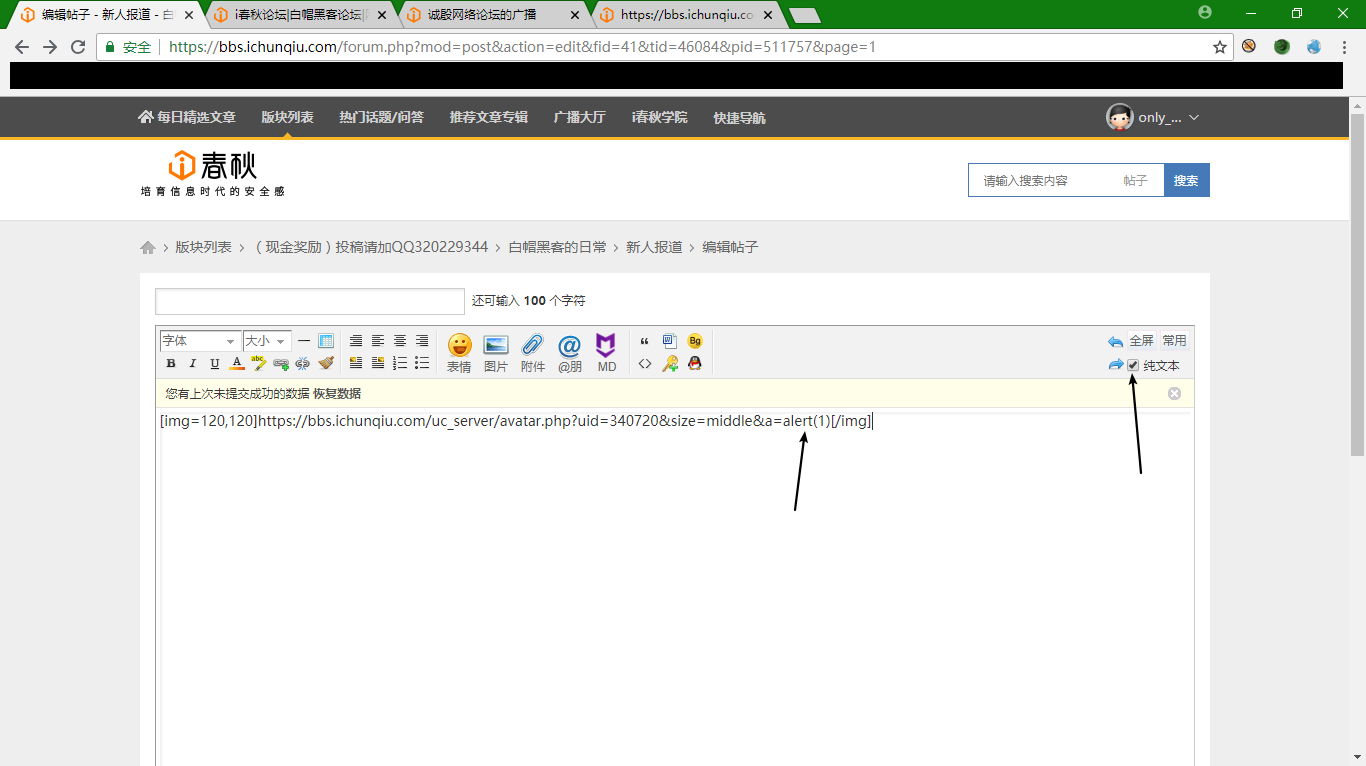 编辑帖子 - 新人报道 - 白
i春秋论坛|白帽黑客论坛|
诚殷网络论坛的广播
https://bbs.ichunqiu.co
安全
https://bbs.ichunqiu.com/forum.php?mod=post&action=edit&fid=41&tid=46084&pid=511757&page=1
每日精选文章 版块列表 热门话题/问答 推荐文章专辑 广播大厅 i春秋学院 快捷导航 only_...
春秋
培育信息时代的安全感
请输入搜索内容 帖子 搜索
版块列表 › （现金奖励）投稿请加QQ320229344 › 白帽黑客的日常 › 新人报道 › 编辑帖子
还可输入 100 个字符
字体 大小 全屏 常用
B I U A abc 表情 图片 附件 @朋 MD Bg 纯文本
您有上次未提交成功的数据 恢复数据
[img=120,120]https://bbs.ichunqiu.com/uc_server/avatar.php?uid=340720&size=middle&a=alert(1)[/img]